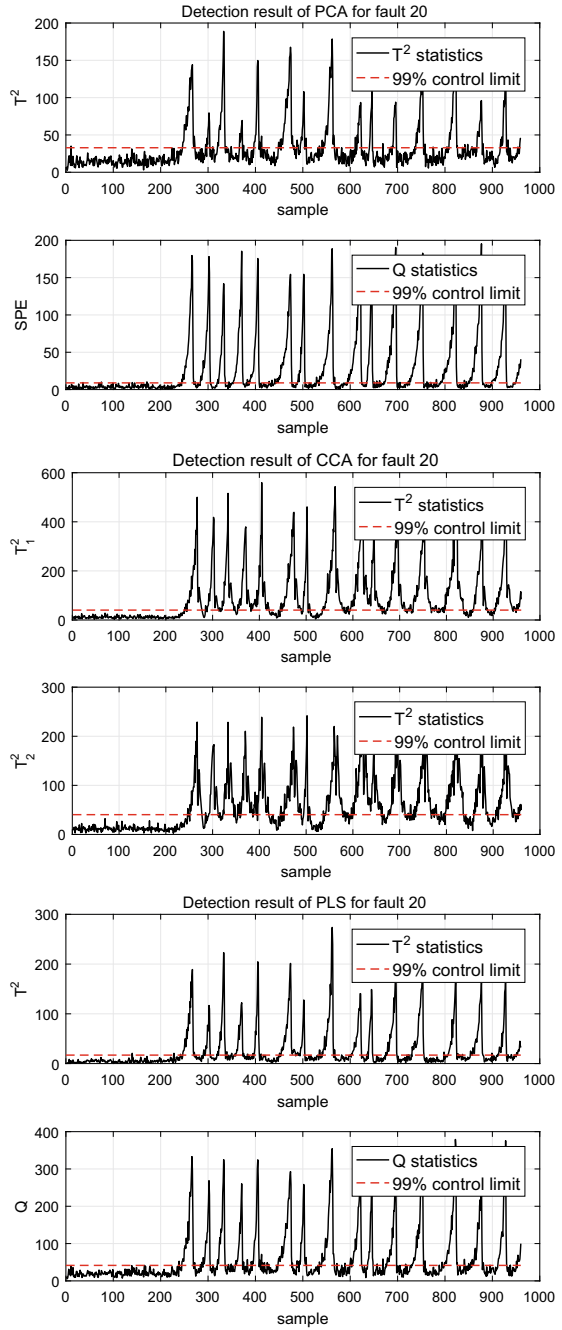 Detection result of PCA for fault 20
200
150
100
50
0
T²
T² statistics
99% control limit
0 100 200 300 400 500 600 700 800 900 1000
sample
200
150
100
50
0
SPE
Q statistics
99% control limit
0 100 200 300 400 500 600 700 800 900 1000
sample
Detection result of CCA for fault 20
600
400
200
0
T₁²
T² statistics
99% control limit
0 100 200 300 400 500 600 700 800 900 1000
sample
300
200
100
0
T₂²
T² statistics
99% control limit
0 100 200 300 400 500 600 700 800 900 1000
sample
Detection result of PLS for fault 20
300
200
100
0
T²
T² statistics
99% control limit
0 100 200 300 400 500 600 700 800 900 1000
sample
400
300
200
100
0
Q
Q statistics
99% control limit
0 100 200 300 400 500 600 700 800 900 1000
sample